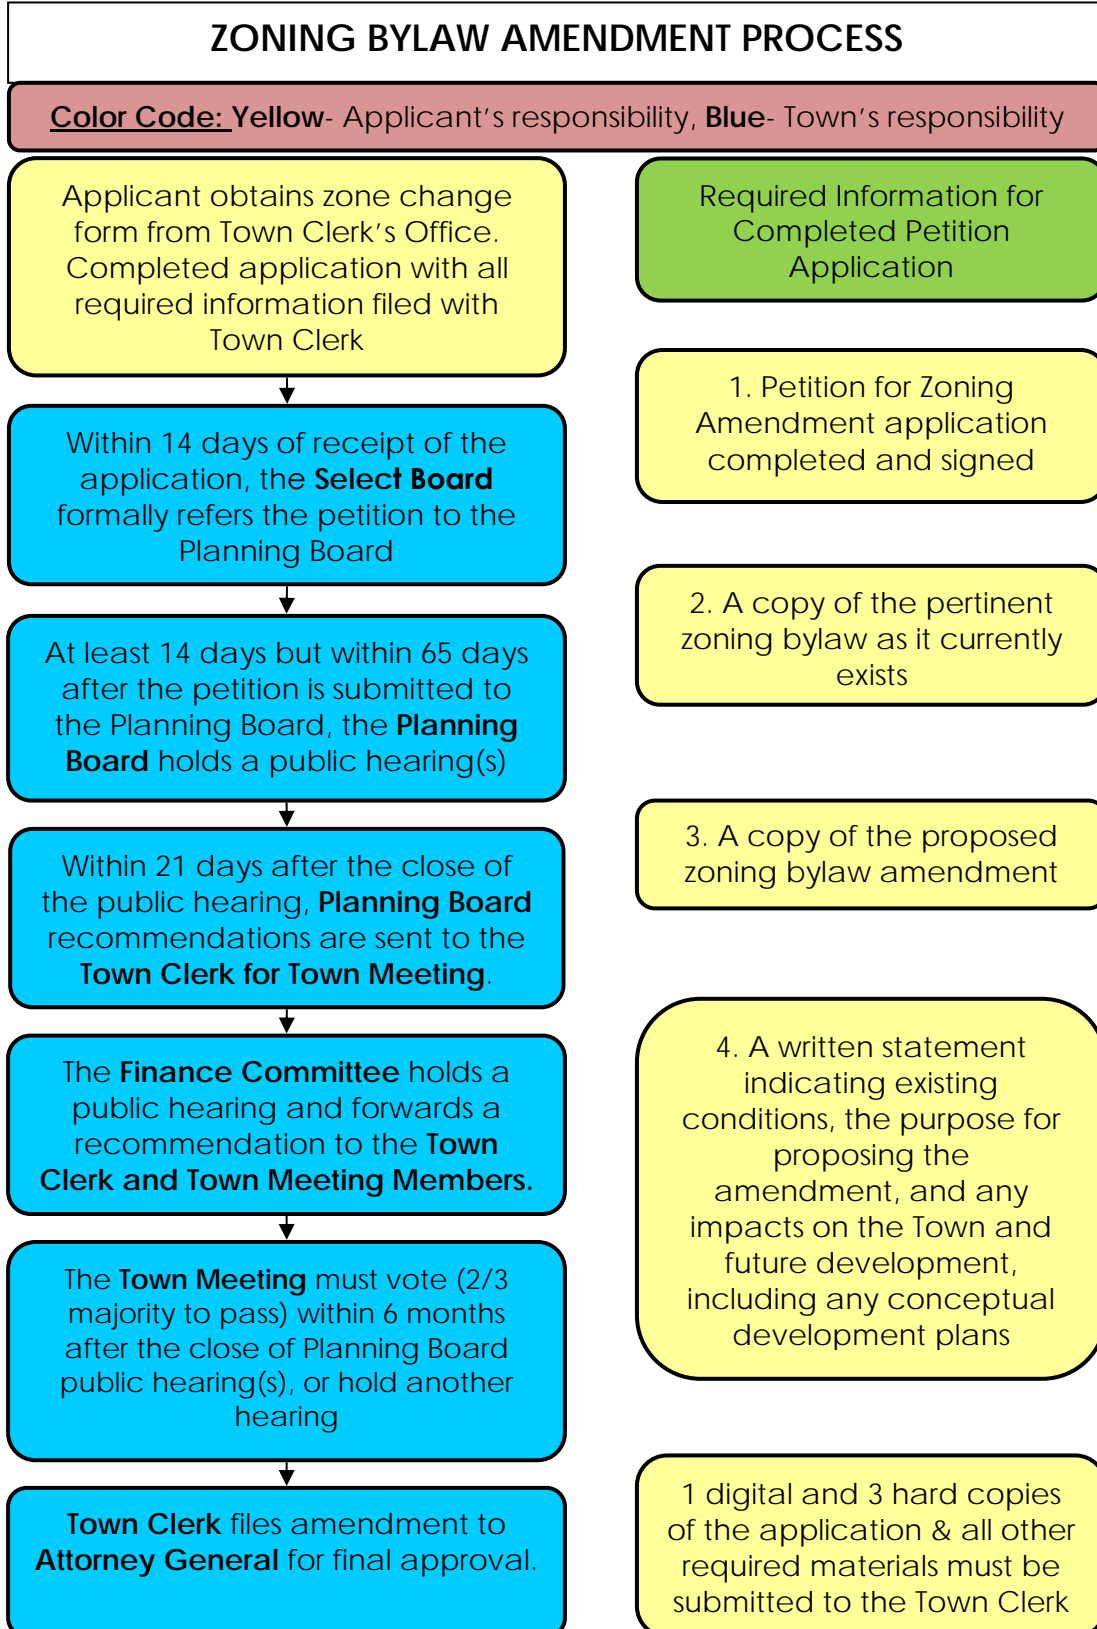 ZONING BYLAW AMENDMENT PROCESS
Color Code: Yellow- Applicant's responsibility, Blue- Town's responsibility
Applicant obtains zone change
form from Town Clerk's Office.
Completed application with all
required information filed with
Town Clerk
Within 14 days of receipt of the
application, the Select Board
formally refers the petition to the
Planning Board
At least 14 days but within 65 days
after the petition is submitted to
the Planning Board, the Planning
Board holds a public hearing(s)
Within 21 days after the close of
the public hearing, Planning Board
recommendations are sent to the
Town Clerk for Town Meeting.
The Finance Committee holds a
public hearing and forwards a
recommendation to the Town
Clerk and Town Meeting Members.
The Town Meeting must vote (2/3
majority to pass) within 6 months
after the close of Planning Board
public hearing(s), or hold another
hearing
Town Clerk files amendment to
Attorney General for final approval.
Required Information for
Completed Petition
Application
1. Petition for Zoning
Amendment application
completed and signed
2. A copy of the pertinent
zoning bylaw as it currently
exists
3. A copy of the proposed
zoning bylaw amendment
4. A written statement
indicating existing
conditions, the purpose for
proposing the
amendment, and any
impacts on the Town and
future development,
including any conceptual
development plans
1 digital and 3 hard copies
of the application & all other
required materials must be
submitted to the Town Clerk